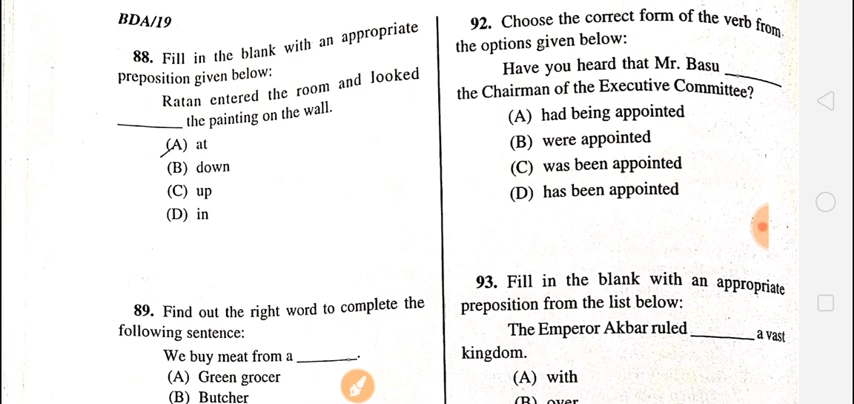 BDA/19
88. Fill in the blank with an appropriate
preposition given below:
Ratan entered the room and looked
_______ the painting on the wall.
(A) at
(B) down
(C) up
(D) in
89. Find out the right word to complete the
following sentence:
We buy meat from a _______.
(A) Green grocer
(B) Butcher
92. Choose the correct form of the verb from
the options given below:
Have you heard that Mr. Basu _______
the Chairman of the Executive Committee?
(A) had being appointed
(B) were appointed
(C) was been appointed
(D) has been appointed
93. Fill in the blank with an appropriate
preposition from the list below:
The Emperor Akbar ruled _______ a vast
kingdom.
(A) with
(B) over